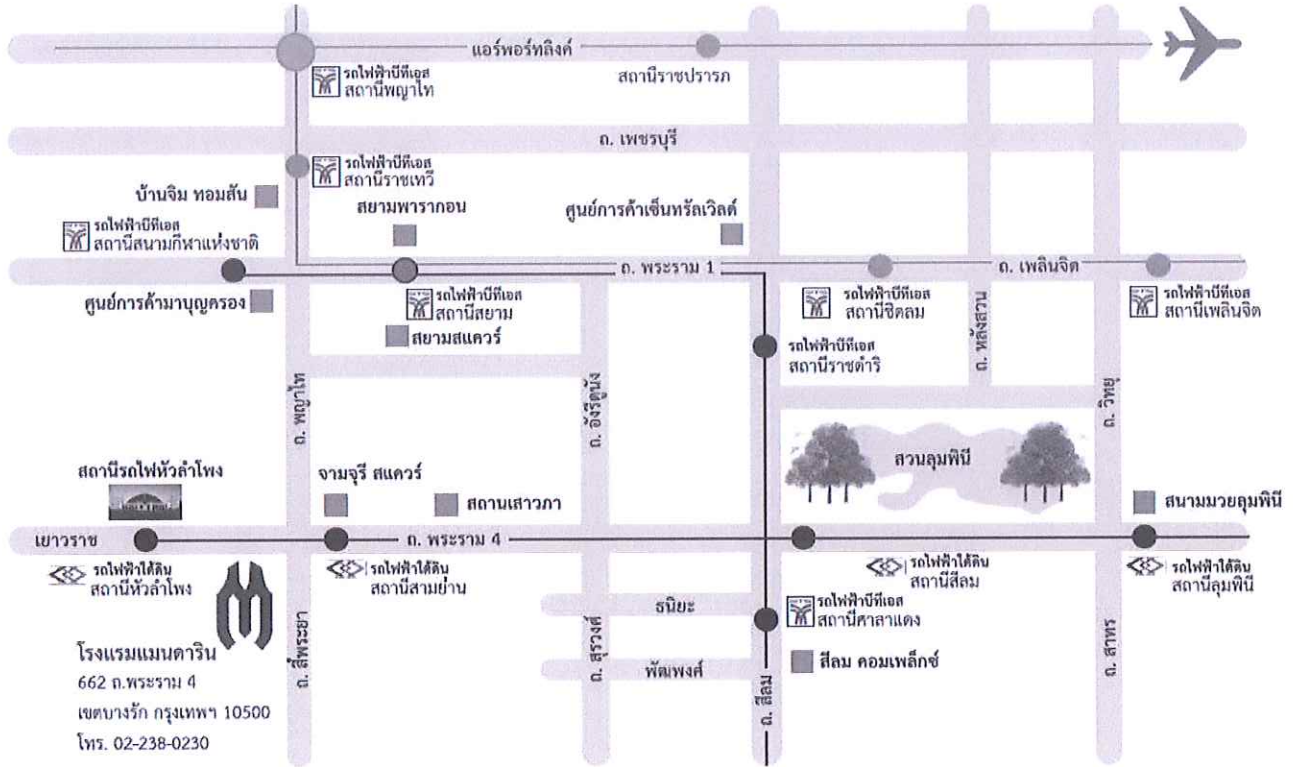 แอร์พอร์ทลิงค์
รถไฟฟ้าบีทีเอส
สถานีพญาไท
สถานีราชปรารภ
ถ. เพชรบุรี
รถไฟฟ้าบีทีเอส
สถานีราชเทวี
บ้านจิม ทอมสัน
สยามพารากอน
ศูนย์การค้าเซ็นทรัลเวิลด์
รถไฟฟ้าบีทีเอส
สถานีสนามกีฬาแห่งชาติ
ถ. พระราม 1
ถ. เพลินจิต
ศูนย์การค้ามาบุญครอง
รถไฟฟ้าบีทีเอส
สถานีสยาม
รถไฟฟ้าบีทีเอส
สถานีชิดลม
รถไฟฟ้าบีทีเอส
สถานีเพลินจิต
สยามสแควร์
รถไฟฟ้าบีทีเอส
สถานีราชดำริ
ถ. หลังสวน
ถ. พญาไท
ถ. อังรีดูนัง
ถ. วิทยุ
สวนลุมพินี
สถานีรถไฟหัวลำโพง
จามจุรี สแควร์
สถานเสาวภา
สนามมวยลุมพินี
เยาวราช
ถ. พระราม 4
รถไฟฟ้าใต้ดิน
สถานีหัวลำโพง
รถไฟฟ้าใต้ดิน
สถานีสามย่าน
รถไฟฟ้าใต้ดิน
สถานีสีลม
รถไฟฟ้าใต้ดิน
สถานีลุมพินี
ธนิยะ
รถไฟฟ้าบีทีเอส
สถานีศาลาแดง
ถ. สี่พระยา
ถ. สุรวงศ์
พัฒพงศ์
สีลม คอมเพล็กซ์
ถ. สีลม
ถ. สาทร
โรงแรมแมนดาริน
662 ถ.พระราม 4
เขตบางรัก กรุงเทพฯ 10500
โทร. 02-238-0230